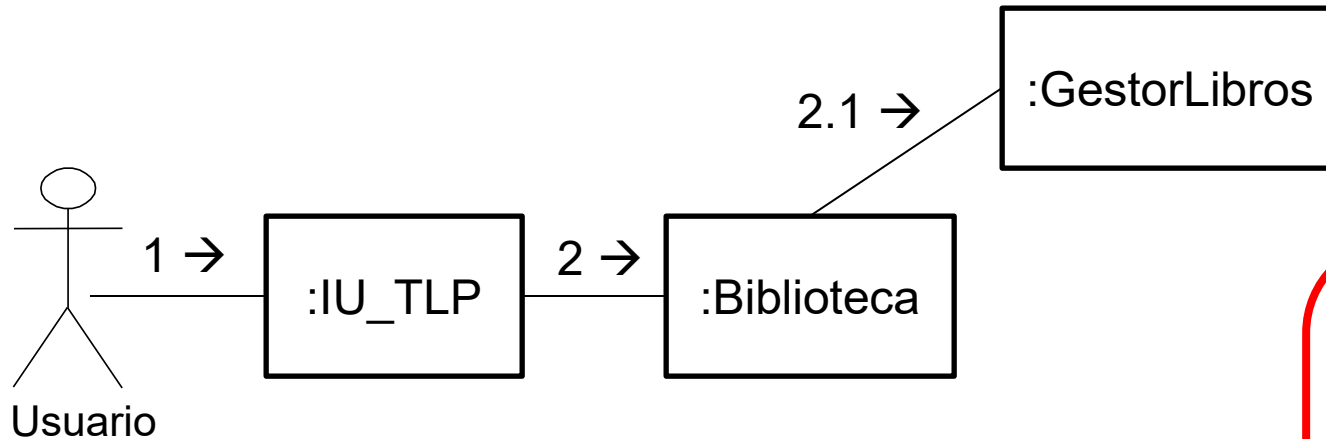 :GestorLibros
2.1 →
1 →
2 →
:IU_TLP
:Biblioteca
Usuario